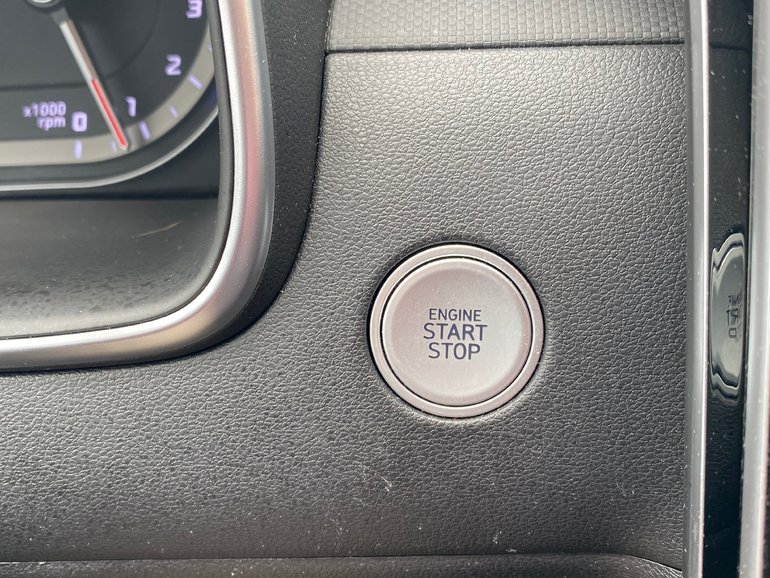 3
2
1
x1000
rpm
0
ENGINE
START
STOP